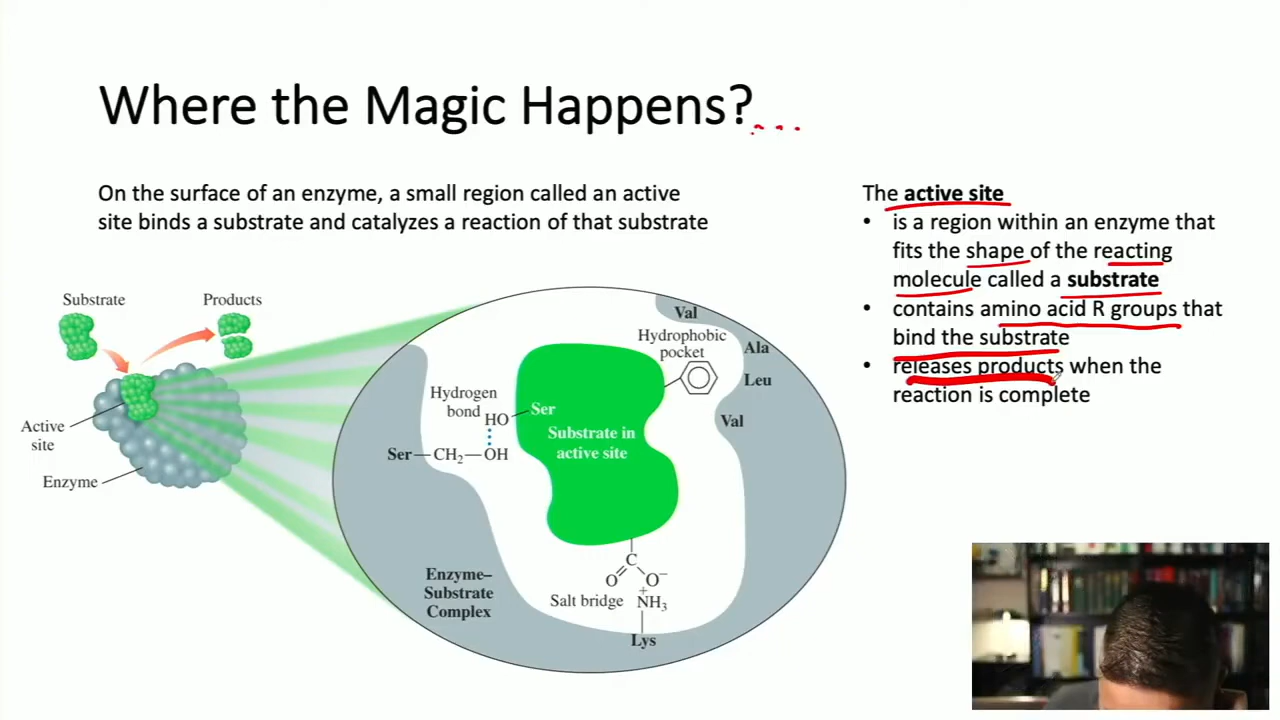 Where the Magic Happens?...
On the surface of an enzyme, a small region called an active
site binds a substrate and catalyzes a reaction of that substrate
The active site
• is a region within an enzyme that
fits the shape of the reacting
molecule called a substrate
• contains amino acid R groups that
bind the substrate
• releases products when the
reaction is complete
Substrate
Products
Active
site
Enzyme
Val
Hydrophobic
pocket
Ala
Leu
Val
Hydrogen
bond
HO
Ser
Ser—CH₂—OH
Substrate in
active site
Enzyme–
Substrate
Complex
C
O
O⁻
Salt bridge
+
NH₃
Lys